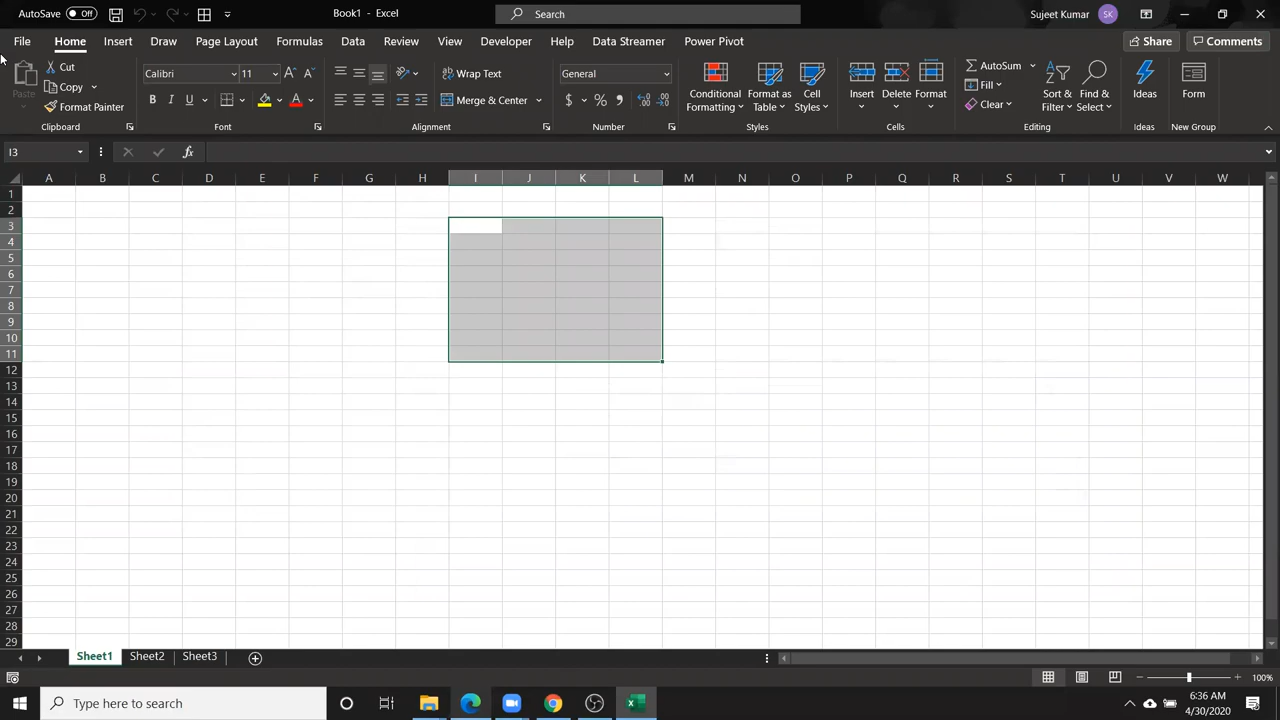 AutoSave Off Book1 - Excel Search Sujeet Kumar SK
File Home Insert Draw Page Layout Formulas Data Review View Developer Help Data Streamer Power Pivot Share Comments
Paste Cut Copy Format Painter
Calibri 11
B I U
Wrap Text
Merge & Center
General
$ % ,
Conditional Formatting Format as Table Cell Styles
Insert Delete Format
AutoSum
Fill
Clear
Sort & Filter Find & Select
Ideas
Form
Clipboard Font Alignment Number Styles Cells Editing Ideas New Group
I3 fx
A B C D E F G H I J K L M N O P Q R S T U V W
1
2
3
4
5
6
7
8
9
10
11
12
13
14
15
16
17
18
19
20
21
22
23
24
25
26
27
28
29
Sheet1 Sheet2 Sheet3
100%
Type here to search
6:36 AM
4/30/2020